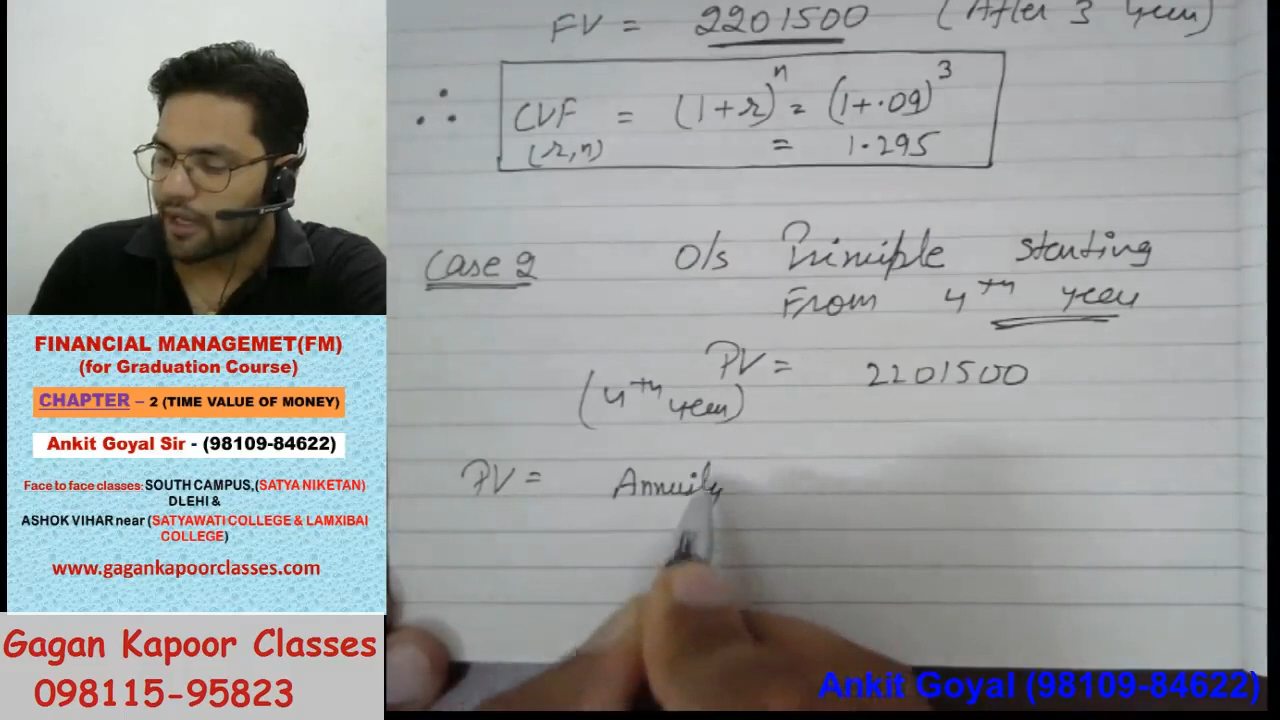 FV = 2201500 (After 3 Year)
∴ CVF = (1+r)^n = (1+.09)^3
(r,n) = 1.295
Case 2 O/s Principle Starting
From 4th year
PV = 2201500
(4th year)
PV = Annuity
FINANCIAL MANAGEMET(FM)
(for Graduation Course)
CHAPTER – 2 (TIME VALUE OF MONEY)
Ankit Goyal Sir - (98109-84622)
Face to face classes: SOUTH CAMPUS,(SATYA NIKETAN)
DLEHI &
ASHOK VIHAR near (SATYAWATI COLLEGE & LAMXIBAI
COLLEGE)
www.gagankapoorclasses.com
Gagan Kapoor Classes
098115-95823
Ankit Goyal (98109-84622)